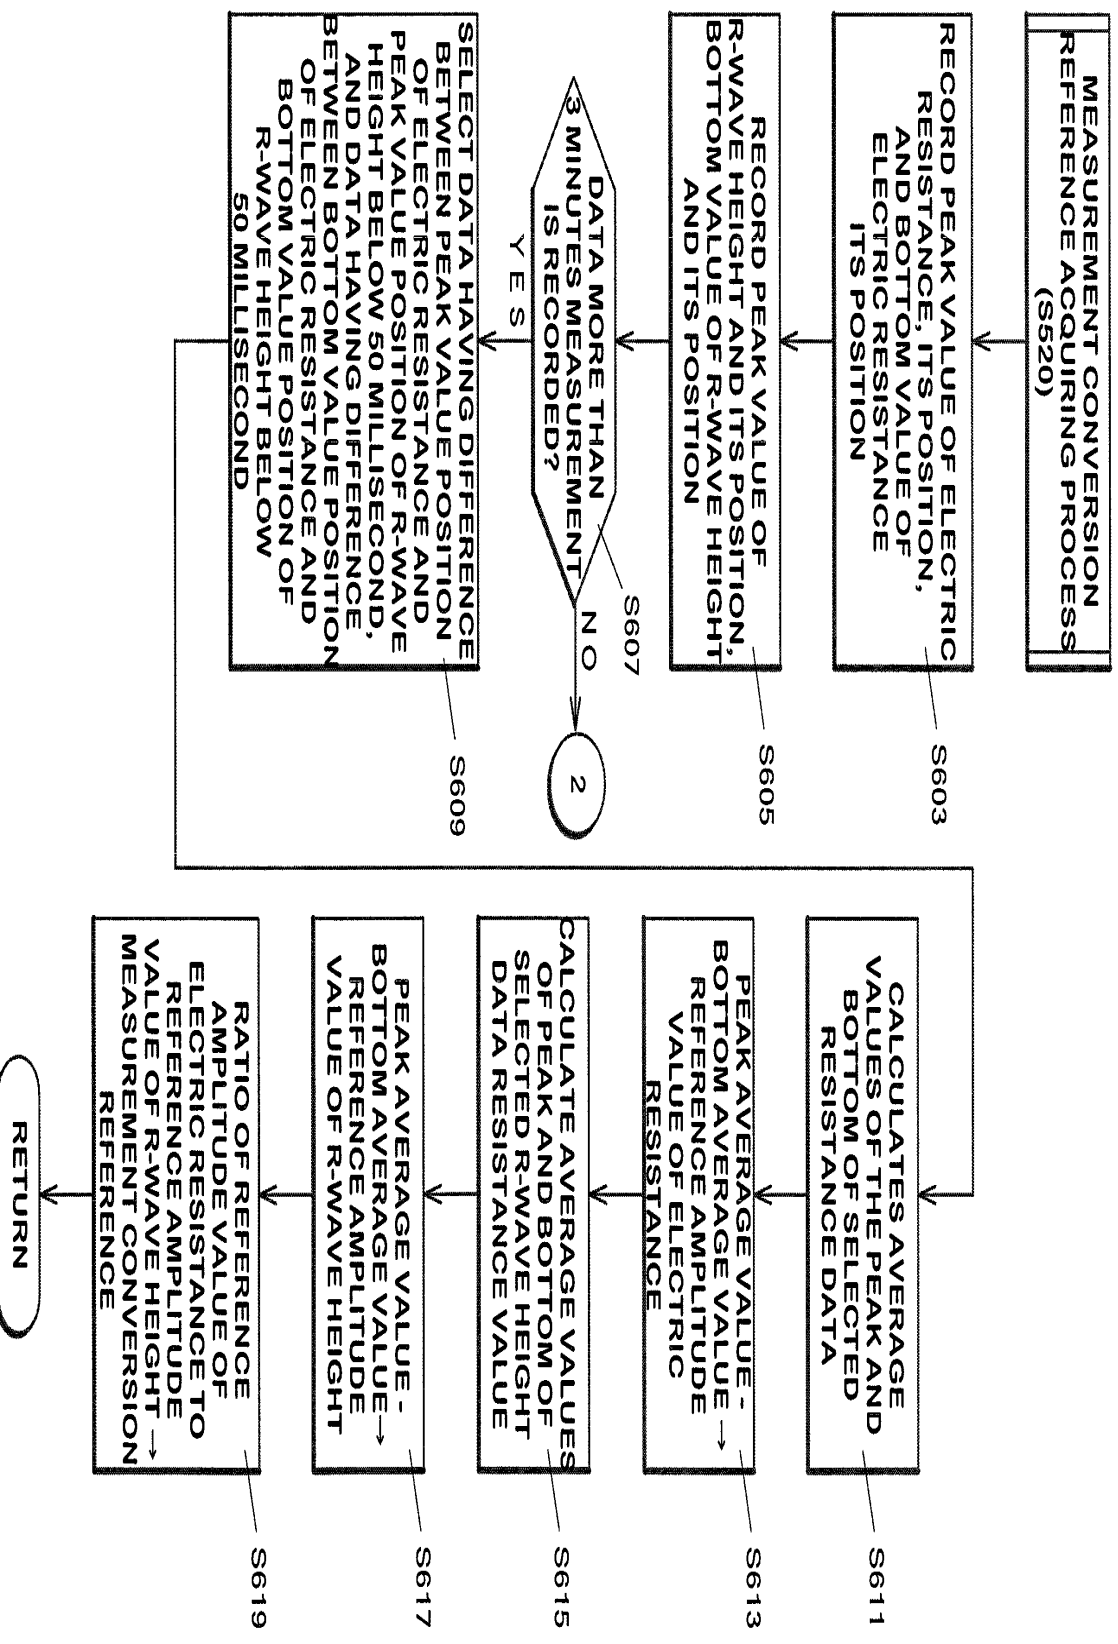 MEASUREMENT CONVERSION
REFERENCE ACQUIRING PROCESS
(S520)
RECORD PEAK VALUE OF ELECTRIC
RESISTANCE, ITS POSITION,
AND BOTTOM VALUE OF
ELECTRIC RESISTANCE
ITS POSITION
S603
RECORD PEAK VALUE OF
R-WAVE HEIGHT AND ITS POSITION,
BOTTOM VALUE OF R-WAVE HEIGHT
AND ITS POSITION
S605
DATA MORE THAN
3 MINUTES MEASUREMENT
IS RECORDED?
S607
NO
2
YES
SELECT DATA HAVING DIFFERENCE
BETWEEN PEAK VALUE POSITION
OF ELECTRIC RESISTANCE AND
PEAK VALUE POSITION OF R-WAVE
HEIGHT BELOW 50 MILLISECOND,
AND DATA HAVING DIFFERENCE
BETWEEN BOTTOM VALUE POSITION
OF ELECTRIC RESISTANCE AND
BOTTOM VALUE POSITION OF
R-WAVE HEIGHT BELOW
50 MILLISECOND
S609
CALCULATES AVERAGE
VALUES OF THE PEAK AND
BOTTOM OF SELECTED
RESISTANCE DATA
S611
PEAK AVERAGE VALUE -
BOTTOM AVERAGE VALUE →
REFERENCE AMPLITUDE
VALUE OF ELECTRIC
RESISTANCE
S613
CALCULATE AVERAGE VALUES
OF PEAK AND BOTTOM OF
SELECTED R-WAVE HEIGHT
DATA RESISTANCE VALUE
S615
PEAK AVERAGE VALUE -
BOTTOM AVERAGE VALUE →
REFERENCE AMPLITUDE
VALUE OF R-WAVE HEIGHT
S617
RATIO OF REFERENCE
AMPLITUDE VALUE OF
ELECTRIC RESISTANCE TO
REFERENCE AMPLITUDE
VALUE OF R-WAVE HEIGHT →
MEASUREMENT CONVERSION
REFERENCE
S619
RETURN